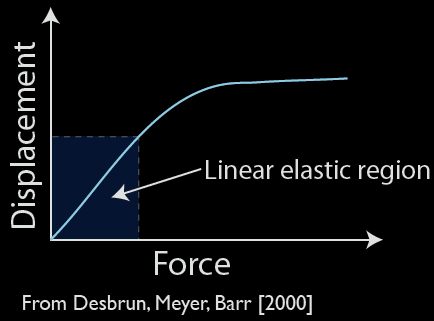 Displacement
Linear elastic region
Force
From Desbrun, Meyer, Barr [2000]